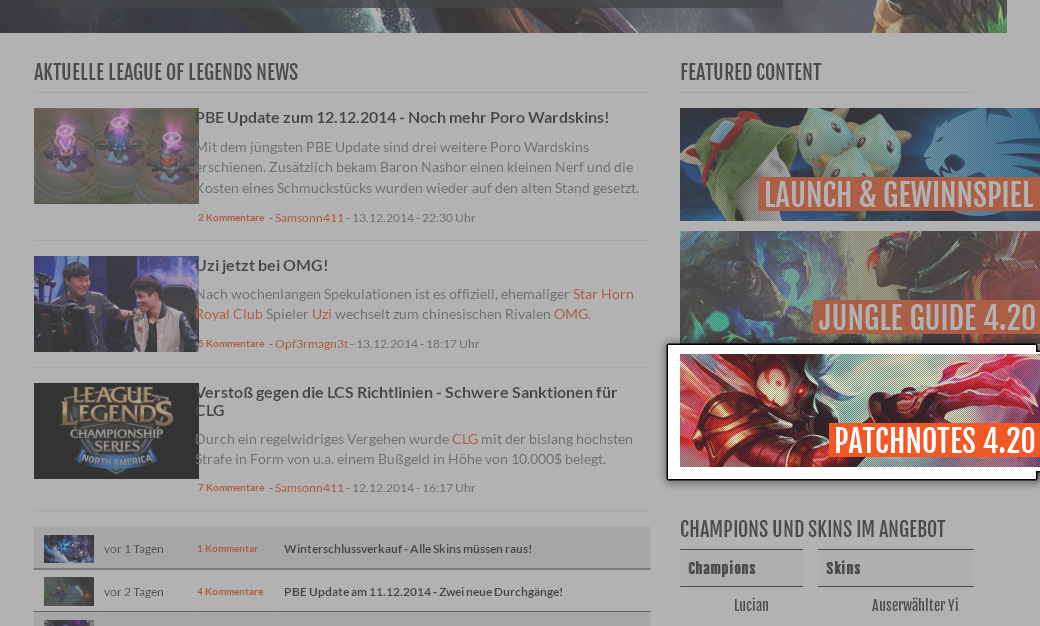 AKTUELLE LEAGUE OF LEGENDS NEWS
PBE Update zum 12.12.2014 - Noch mehr Poro Wardskins!
Mit dem jüngsten PBE Update sind drei weitere Poro Wardskins
erschienen. Zusätzlich bekam Baron Nashor einen kleinen Nerf und die
Kosten eines Schmuckstücks wurden wieder auf den alten Stand gesetzt.
2 Kommentare - Samsonn411 - 13.12.2014 - 22:30 Uhr
Uzi jetzt bei OMG!
Nach wochenlangen Spekulationen ist es offiziell, ehemaliger Star Horn
Royal Club Spieler Uzi wechselt zum chinesischen Rivalen OMG.
5 Kommentare - Opf3rmagn3t - 13.12.2014 - 18:17 Uhr
LEAGUE OF
LEGENDS
CHAMPIONSHIP
SERIES
NORTH AMERICA
Verstoß gegen die LCS Richtlinien - Schwere Sanktionen für
CLG
Durch ein regelwidriges Vergehen wurde CLG mit der bislang höchsten
Strafe in Form von u.a. einem Bußgeld in Höhe von 10.000$ belegt.
7 Kommentare - Samsonn411 - 12.12.2014 - 16:17 Uhr
vor 1 Tagen 1 Kommentar Winterschlussverkauf - Alle Skins müssen raus!
vor 2 Tagen 4 Kommentare PBE Update am 11.12.2014 - Zwei neue Durchgänge!
FEATURED CONTENT
LAUNCH & GEWINNSPIEL
JUNGLE GUIDE 4.20
PATCHNOTES 4.20
CHAMPIONS UND SKINS IM ANGEBOT
Champions Skins
Lucian Auserwählter Yi